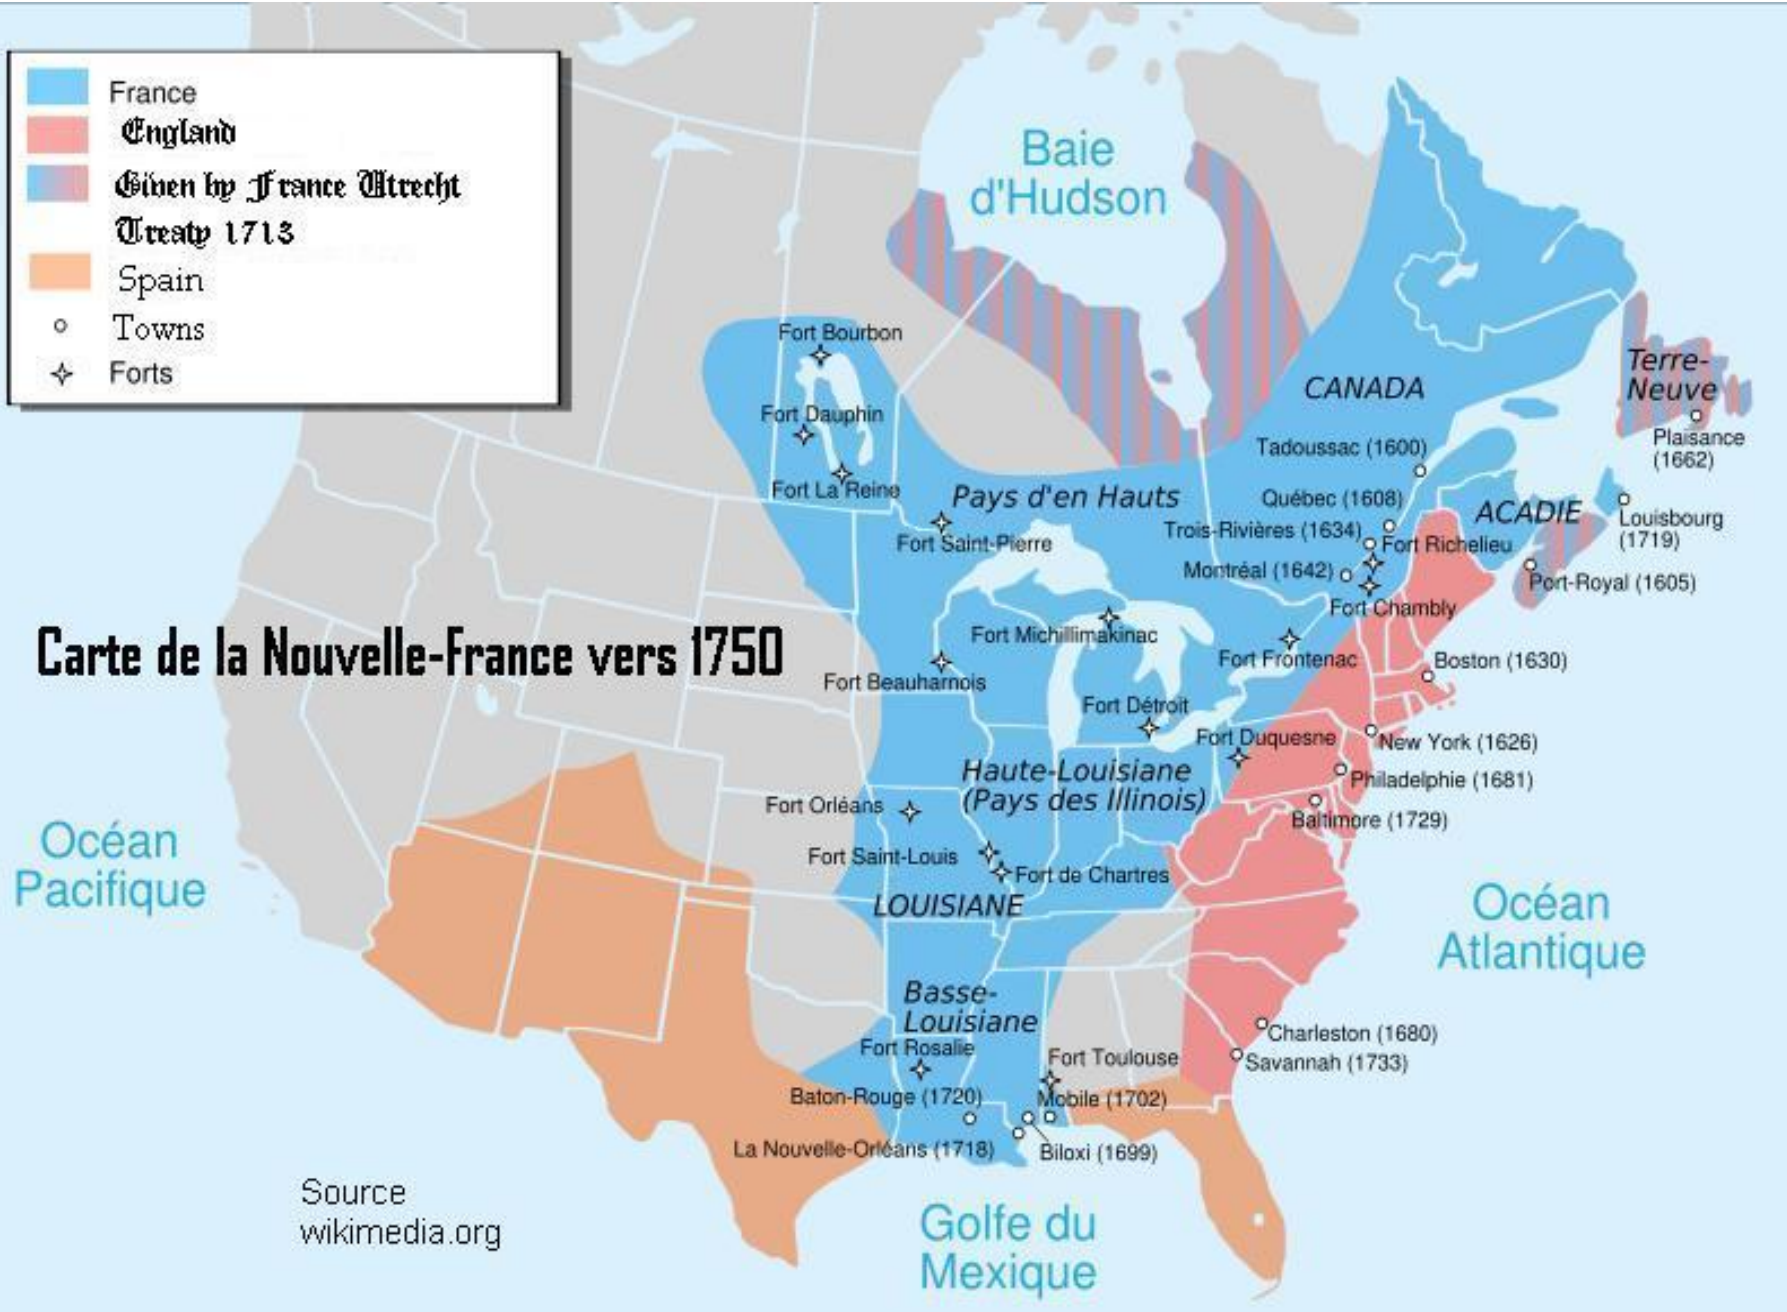 France
England
Given by France Utrecht
Treaty 1713
Spain
Towns
Forts
Baie
d'Hudson
Fort Bourbon
Fort Dauphin
Fort La Reine
Pays d'en Hauts
Fort Saint-Pierre
CANADA
Terre-
Neuve
Plaisance
(1662)
Tadoussac (1600)
Québec (1608)
ACADIE
Louisbourg
(1719)
Trois-Rivières (1634)
Fort Richelieu
Montréal (1642)
Port-Royal (1605)
Fort Chambly
Carte de la Nouvelle-France vers 1750
Fort Michillimakinac
Fort Frontenac
Boston (1630)
Fort Beauharnois
Fort Détroit
Fort Duquesne
New York (1626)
Haute-Louisiane
(Pays des Illinois)
Philadelphie (1681)
Fort Orléans
Baltimore (1729)
Océan
Pacifique
Fort Saint-Louis
Fort de Chartres
LOUISIANE
Océan
Atlantique
Basse-
Louisiane
Fort Rosalie
Fort Toulouse
Charleston (1680)
Savannah (1733)
Baton-Rouge (1720)
Mobile (1702)
La Nouvelle-Orléans (1718)
Biloxi (1699)
Source
wikimedia.org
Golfe du
Mexique